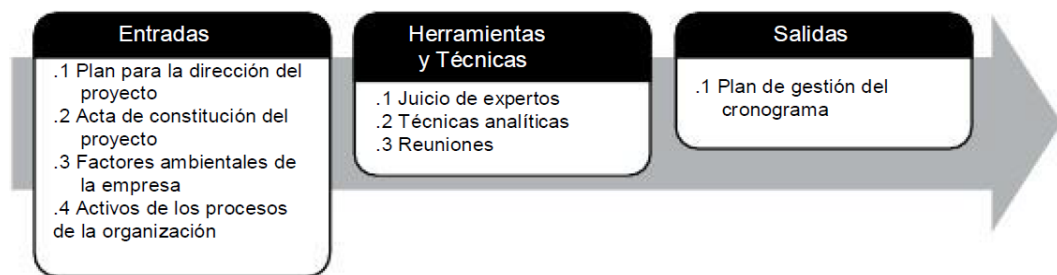 Entradas
.1 Plan para la dirección del
proyecto
.2 Acta de constitución del
proyecto
.3 Factores ambientales de
la empresa
.4 Activos de los procesos
de la organización
Herramientas
y Técnicas
.1 Juicio de expertos
.2 Técnicas analíticas
.3 Reuniones
Salidas
.1 Plan de gestión del
cronograma